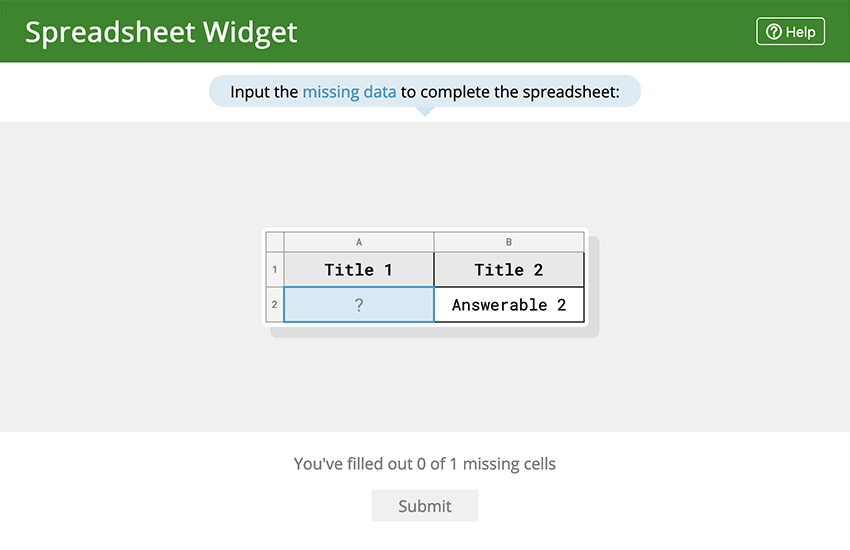 Spreadsheet Widget
Help
Input the missing data to complete the spreadsheet:
A B
1 Title 1 Title 2
2 ? Answerable 2
You've filled out 0 of 1 missing cells
Submit